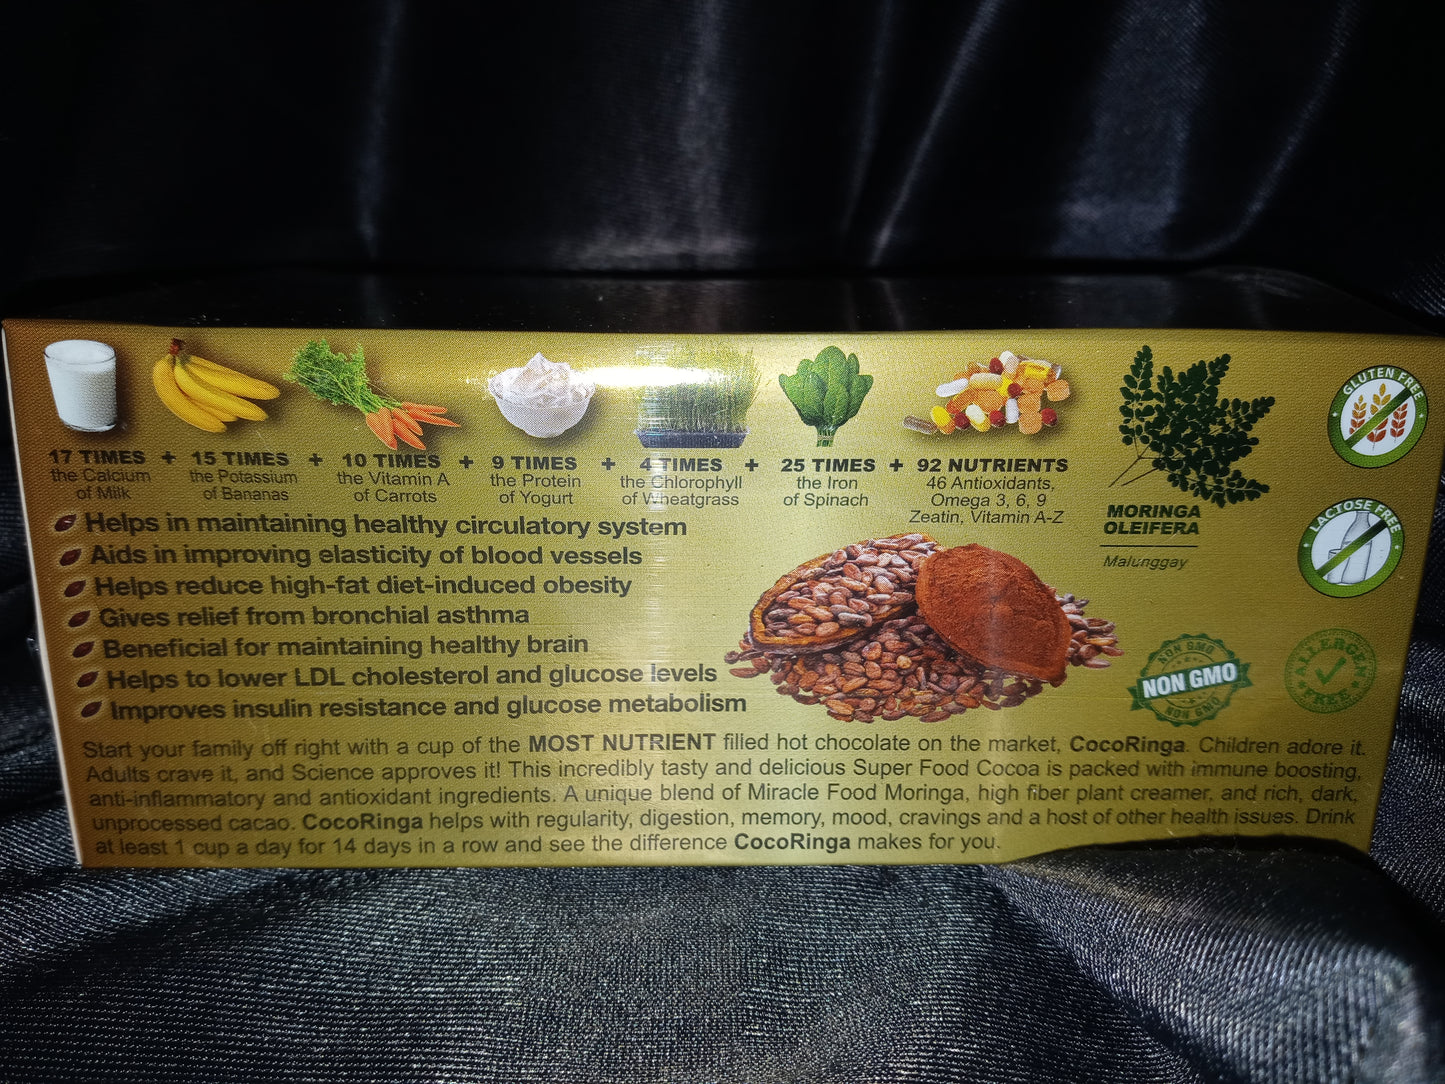 17 TIMES + 15 TIMES + 10 TIMES + 9 TIMES + 4 TIMES + 25 TIMES + 92 NUTRIENTS
the Calcium the Potassium the Vitamin A the Protein the Chlorophyll the Iron 46 Antioxidants,
of Milk of Bananas of Carrots of Yogurt of Wheatgrass of Spinach Omega 3, 6, 9
Zeatin, Vitamin A-Z
MORINGA
OLEIFERA
Malunggay
GLUTEN FREE
LACTOSE FREE
Helps in maintaining healthy circulatory system
Aids in improving elasticity of blood vessels
Helps reduce high-fat diet-induced obesity
Gives relief from bronchial asthma
Beneficial for maintaining healthy brain
Helps to lower LDL cholesterol and glucose levels
Improves insulin resistance and glucose metabolism
NON GMO
NON GMO
NON GMO
ALLERGEN
FREE
Start your family off right with a cup of the MOST NUTRIENT filled hot chocolate on the market, CocoRinga. Children adore it.
Adults crave it, and Science approves it! This incredibly tasty and delicious Super Food Cocoa is packed with immune boosting,
anti-inflammatory and antioxidant ingredients. A unique blend of Miracle Food Moringa, high fiber plant creamer, and rich, dark,
unprocessed cacao. CocoRinga helps with regularity, digestion, memory, mood, cravings and a host of other health issues. Drink
at least 1 cup a day for 14 days in a row and see the difference CocoRinga makes for you.